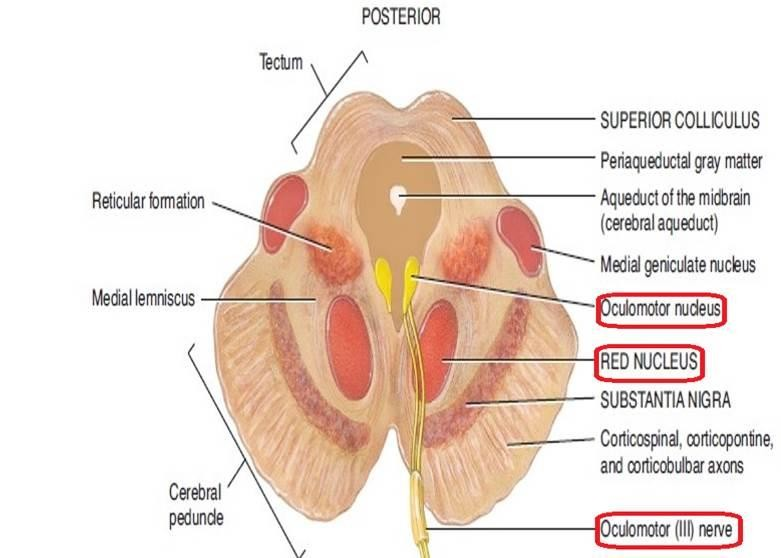 POSTERIOR
Tectum
SUPERIOR COLLICULUS
Periaqueductal gray matter
Reticular formation
Aqueduct of the midbrain
(cerebral aqueduct)
Medial geniculate nucleus
Medial lemniscus
Oculomotor nucleus
RED NUCLEUS
SUBSTANTIA NIGRA
Corticospinal, corticopontine,
and corticobulbar axons
Cerebral
peduncle
Oculomotor (III) nerve